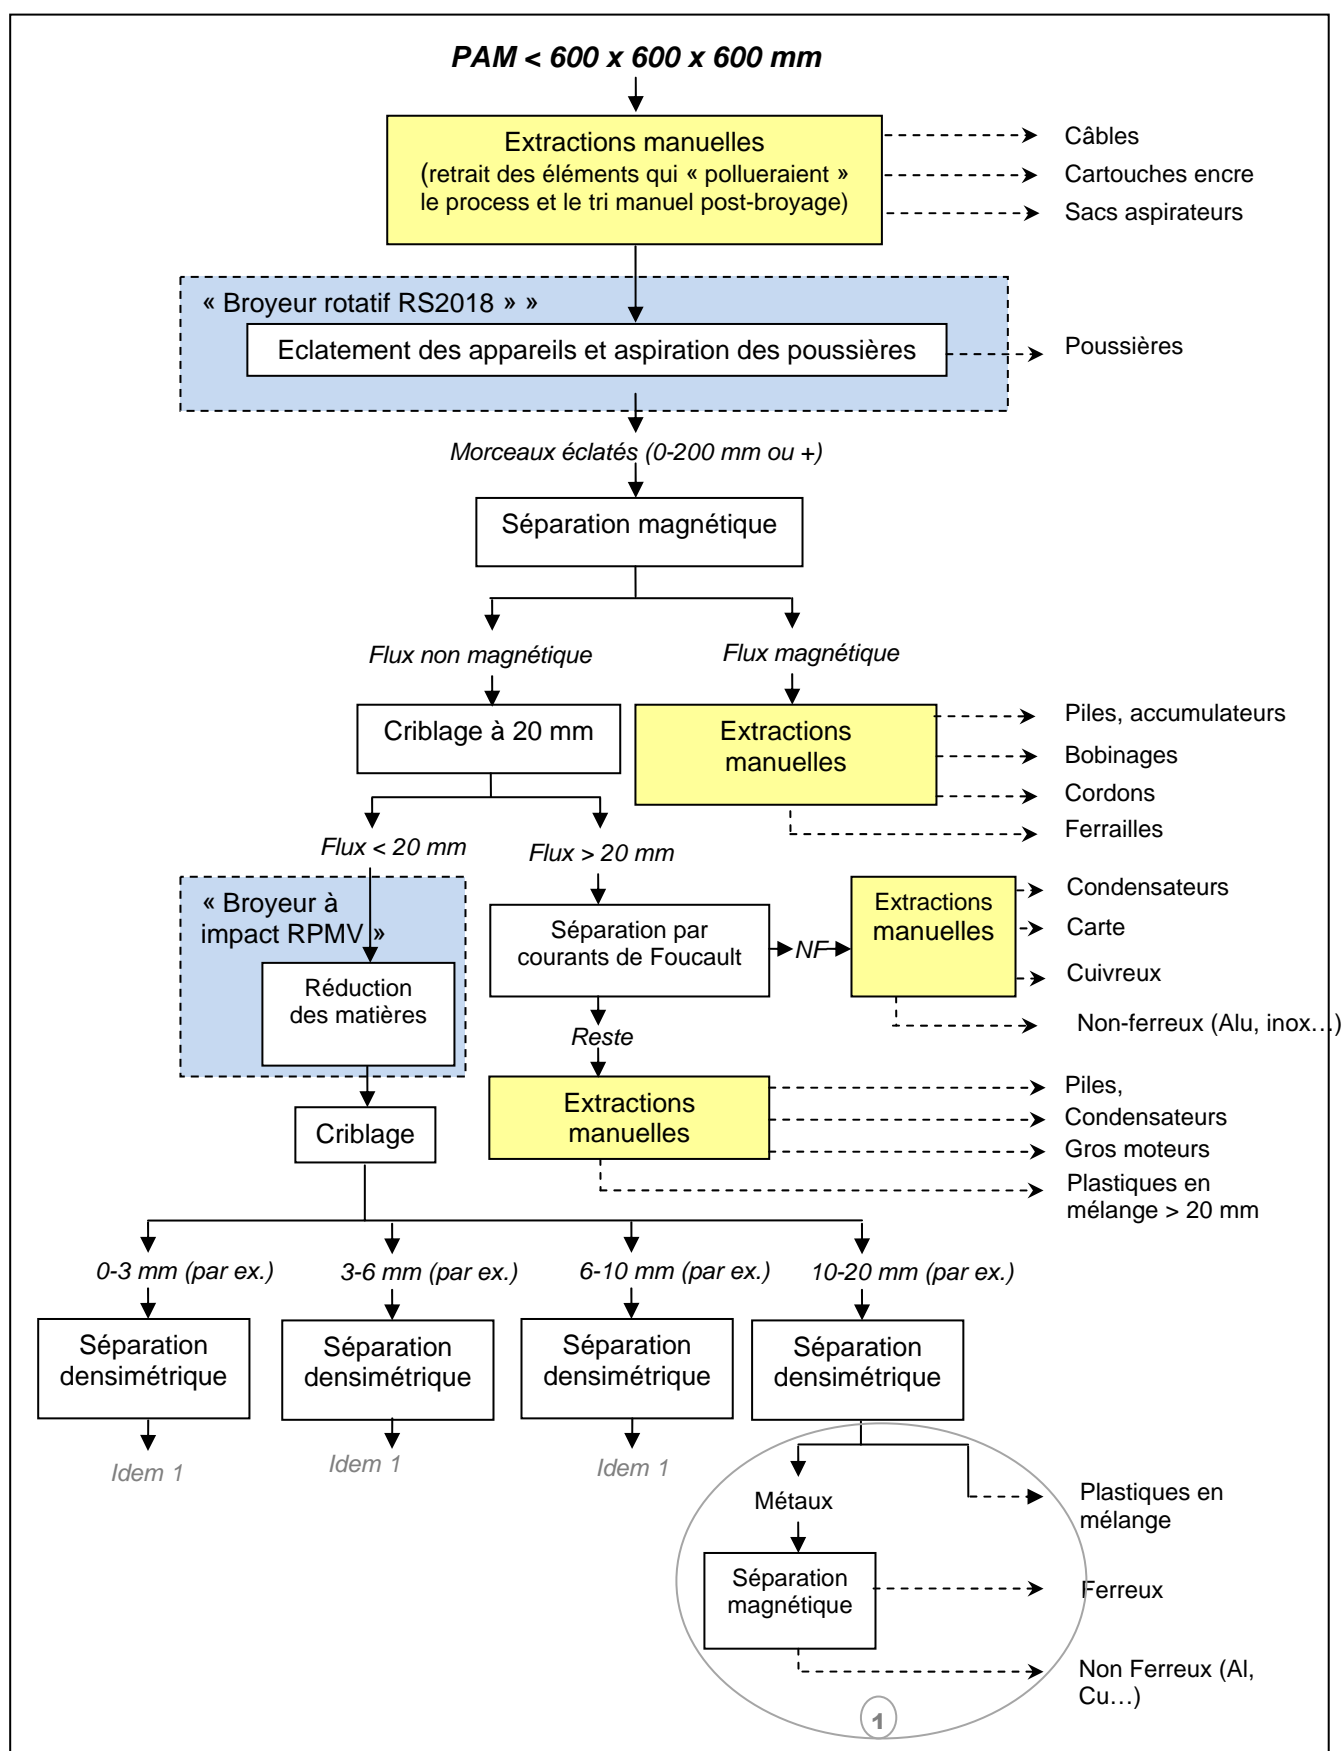 PAM < 600 x 600 x 600 mm
Extractions manuelles
(retrait des éléments qui « pollueraient »
le process et le tri manuel post-broyage)
Câbles
Cartouches encre
Sacs aspirateurs
« Broyeur rotatif RS2018 » »
Eclatement des appareils et aspiration des poussières
Poussières
Morceaux éclatés (0-200 mm ou +)
Séparation magnétique
Flux non magnétique
Flux magnétique
Criblage à 20 mm
Extractions
manuelles
Piles, accumulateurs
Bobinages
Cordons
Ferrailles
Flux < 20 mm
Flux > 20 mm
« Broyeur à
impact RPMV »
Réduction
des matières
Séparation par
courants de Foucault
NF
Extractions
manuelles
Condensateurs
Carte
Cuivreux
Non-ferreux (Alu, inox…)
Reste
Extractions
manuelles
Piles,
Condensateurs
Gros moteurs
Plastiques en
mélange > 20 mm
Criblage
0-3 mm (par ex.)
3-6 mm (par ex.)
6-10 mm (par ex.)
10-20 mm (par ex.)
Séparation
densimétrique
Séparation
densimétrique
Séparation
densimétrique
Séparation
densimétrique
Idem 1
Idem 1
Idem 1
Métaux
Plastiques en
mélange
Séparation
magnétique
Ferreux
Non Ferreux (Al,
Cu…)
1